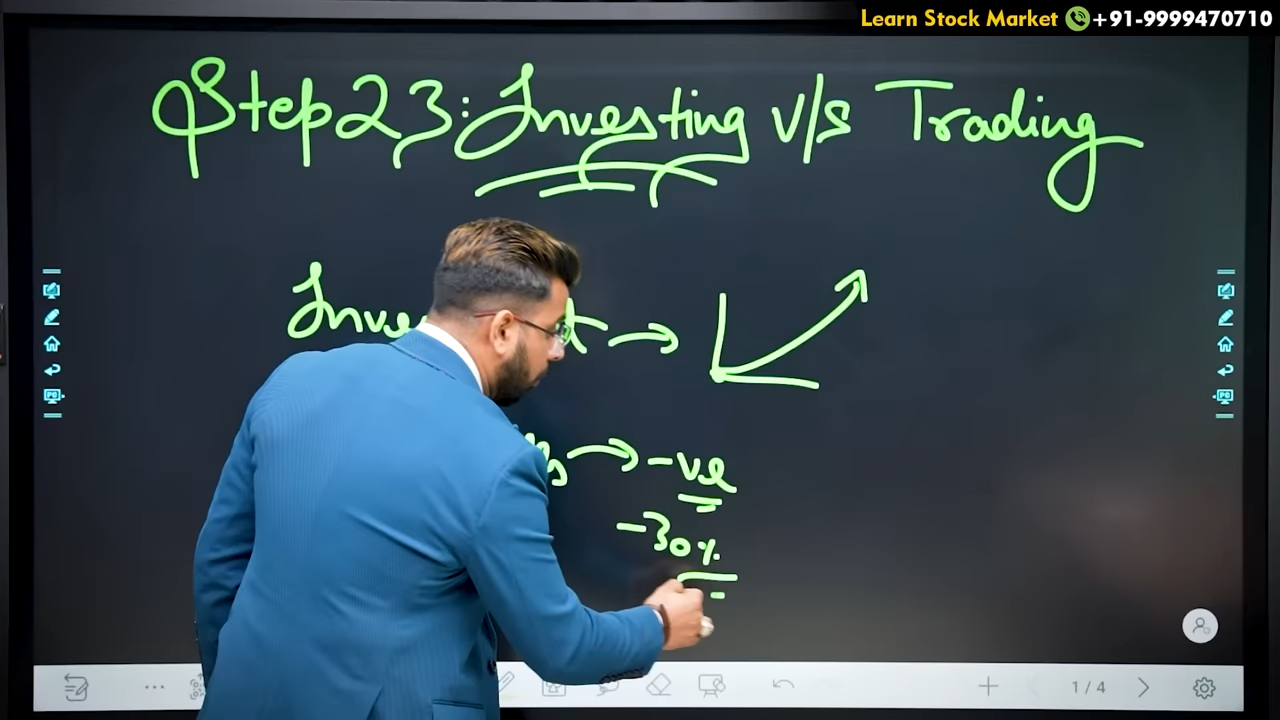 Learn Stock Market +91-9999470710
Step 23: Investing v/s Trading
-ve
-30%
1 / 4